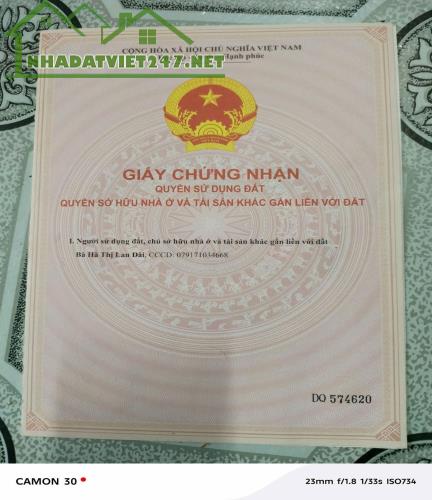 NHADATVIET247.NET
CỘNG HÒA XÃ HỘI CHỦ NGHĨA VIỆT NAM
Hạnh phúc
GIẤY CHỨNG NHẬN
QUYỀN SỬ DỤNG ĐẤT
QUYỀN SỞ HỮU NHÀ Ở VÀ TÀI SẢN KHÁC GẮN LIỀN VỚI ĐẤT
I. Người sử dụng đất, chủ sở hữu nhà ở và tài sản khác gắn liền với đất
Bà Hà Thị Lan Đài, CCCD: 079171034668
DQ 574620
CAMON 30
23mm f/1.8 1/33s ISO734